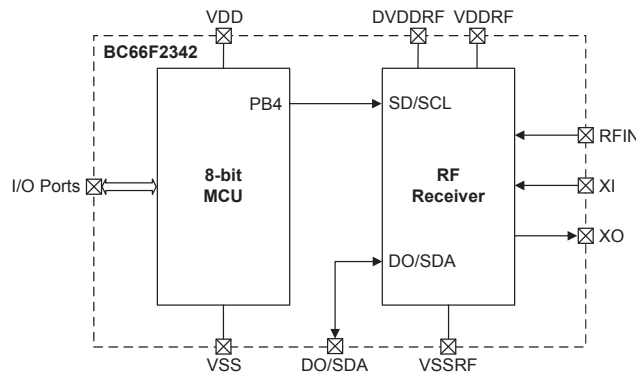 VDD
DVDDRF
VDDRF
BC66F2342
PB4
SD/SCL
RFIN
8-bit
MCU
RF
Receiver
I/O Ports
XI
XO
DO/SDA
VSS
DO/SDA
VSSRF